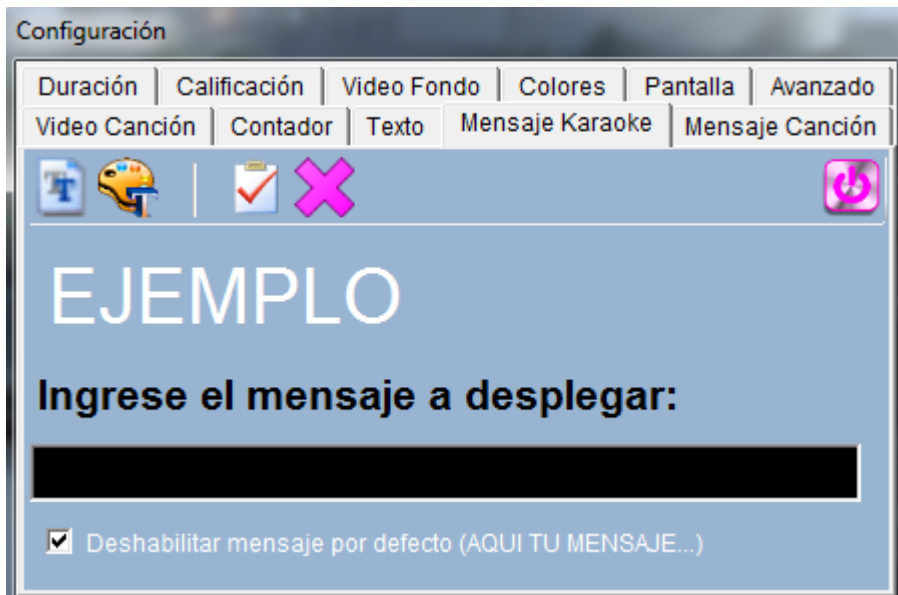 Configuración
Duración Calificación Video Fondo Colores Pantalla Avanzado
Video Canción Contador Texto Mensaje Karaoke Mensaje Canción
EJEMPLO
Ingrese el mensaje a desplegar:
Deshabilitar mensaje por defecto (AQUI TU MENSAJE...)